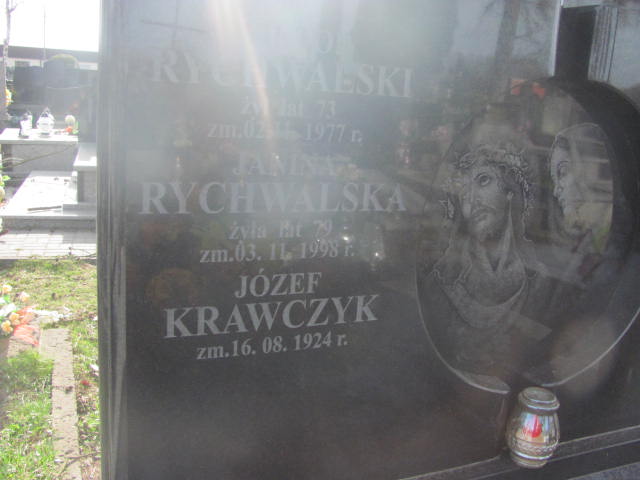 RYCHWALSKI
żył lat 73
1977 r.
JANINA
RYCHWALSKA
żyła lat 79
zm.03. 11. 1998 r.
JÓZEF
KRAWCZYK
zm.16. 08. 1924 r.